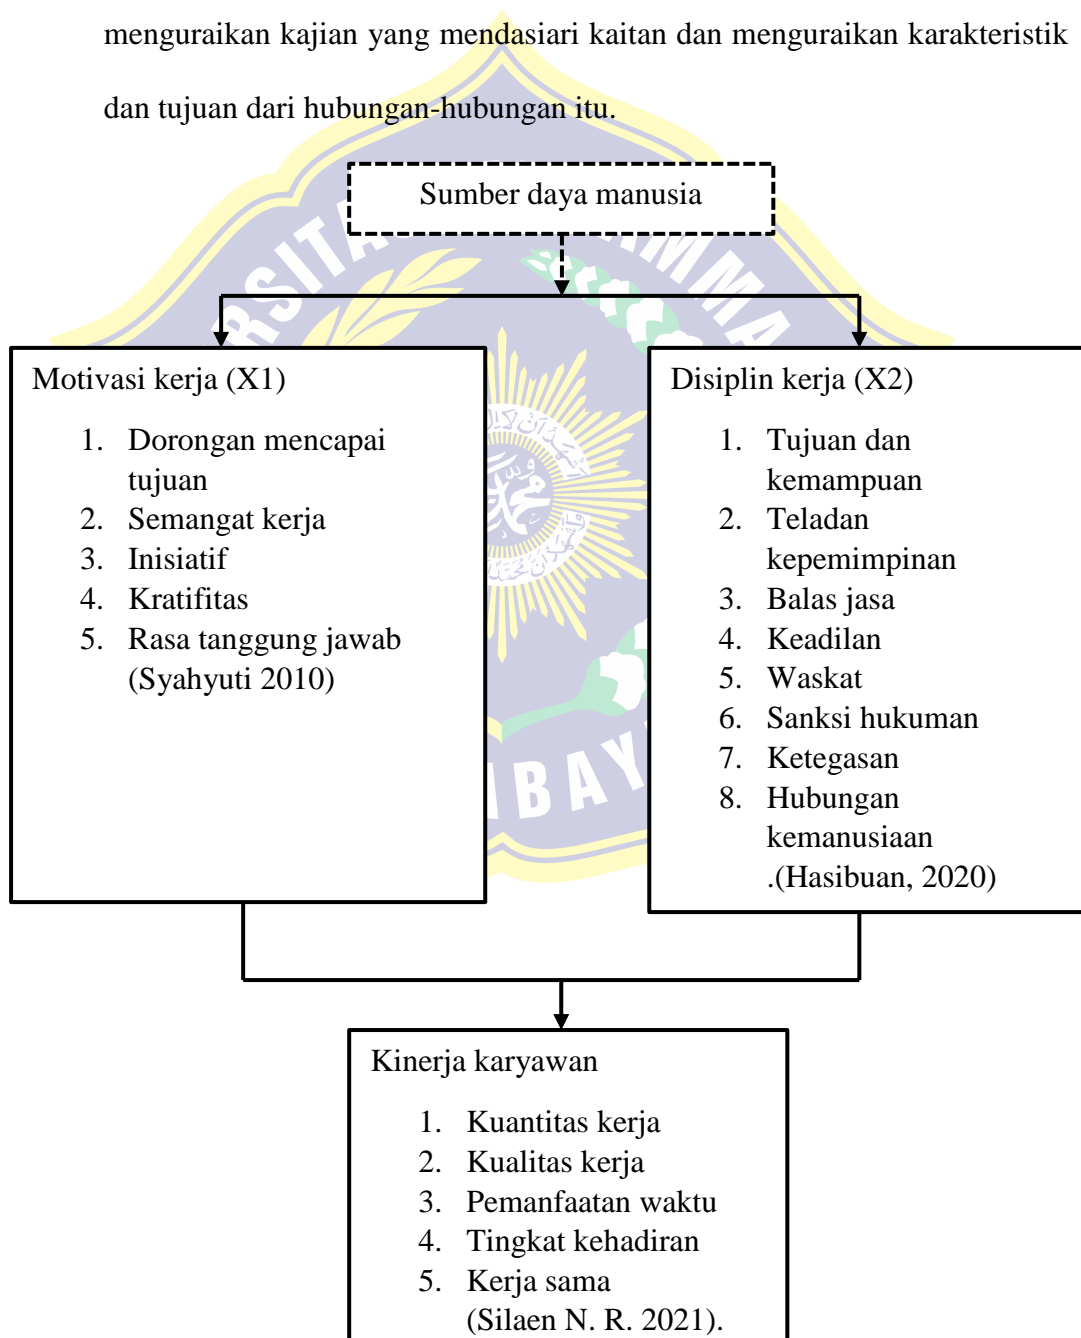 menguraikan kajian yang mendasiari kaitan dan menguraikan karakteristik
dan tujuan dari hubungan-hubungan itu.
Sumber daya manusia
RSITA
AMMA
Motivasi kerja (X1)
1. Dorongan mencapai
tujuan
2. Semangat kerja
3. Inisiatif
4. Kratifitas
5. Rasa tanggung jawab
(Syahyuti 2010)
Disiplin kerja (X2)
1. Tujuan dan
kemampuan
2. Teladan
kepemimpinan
3. Balas jasa
4. Keadilan
5. Waskat
6. Sanksi hukuman
7. Ketegasan
8. Hubungan
kemanusiaan
.(Hasibuan, 2020)
MBAY
Kinerja karyawan
1. Kuantitas kerja
2. Kualitas kerja
3. Pemanfaatan waktu
4. Tingkat kehadiran
5. Kerja sama
(Silaen N. R. 2021).